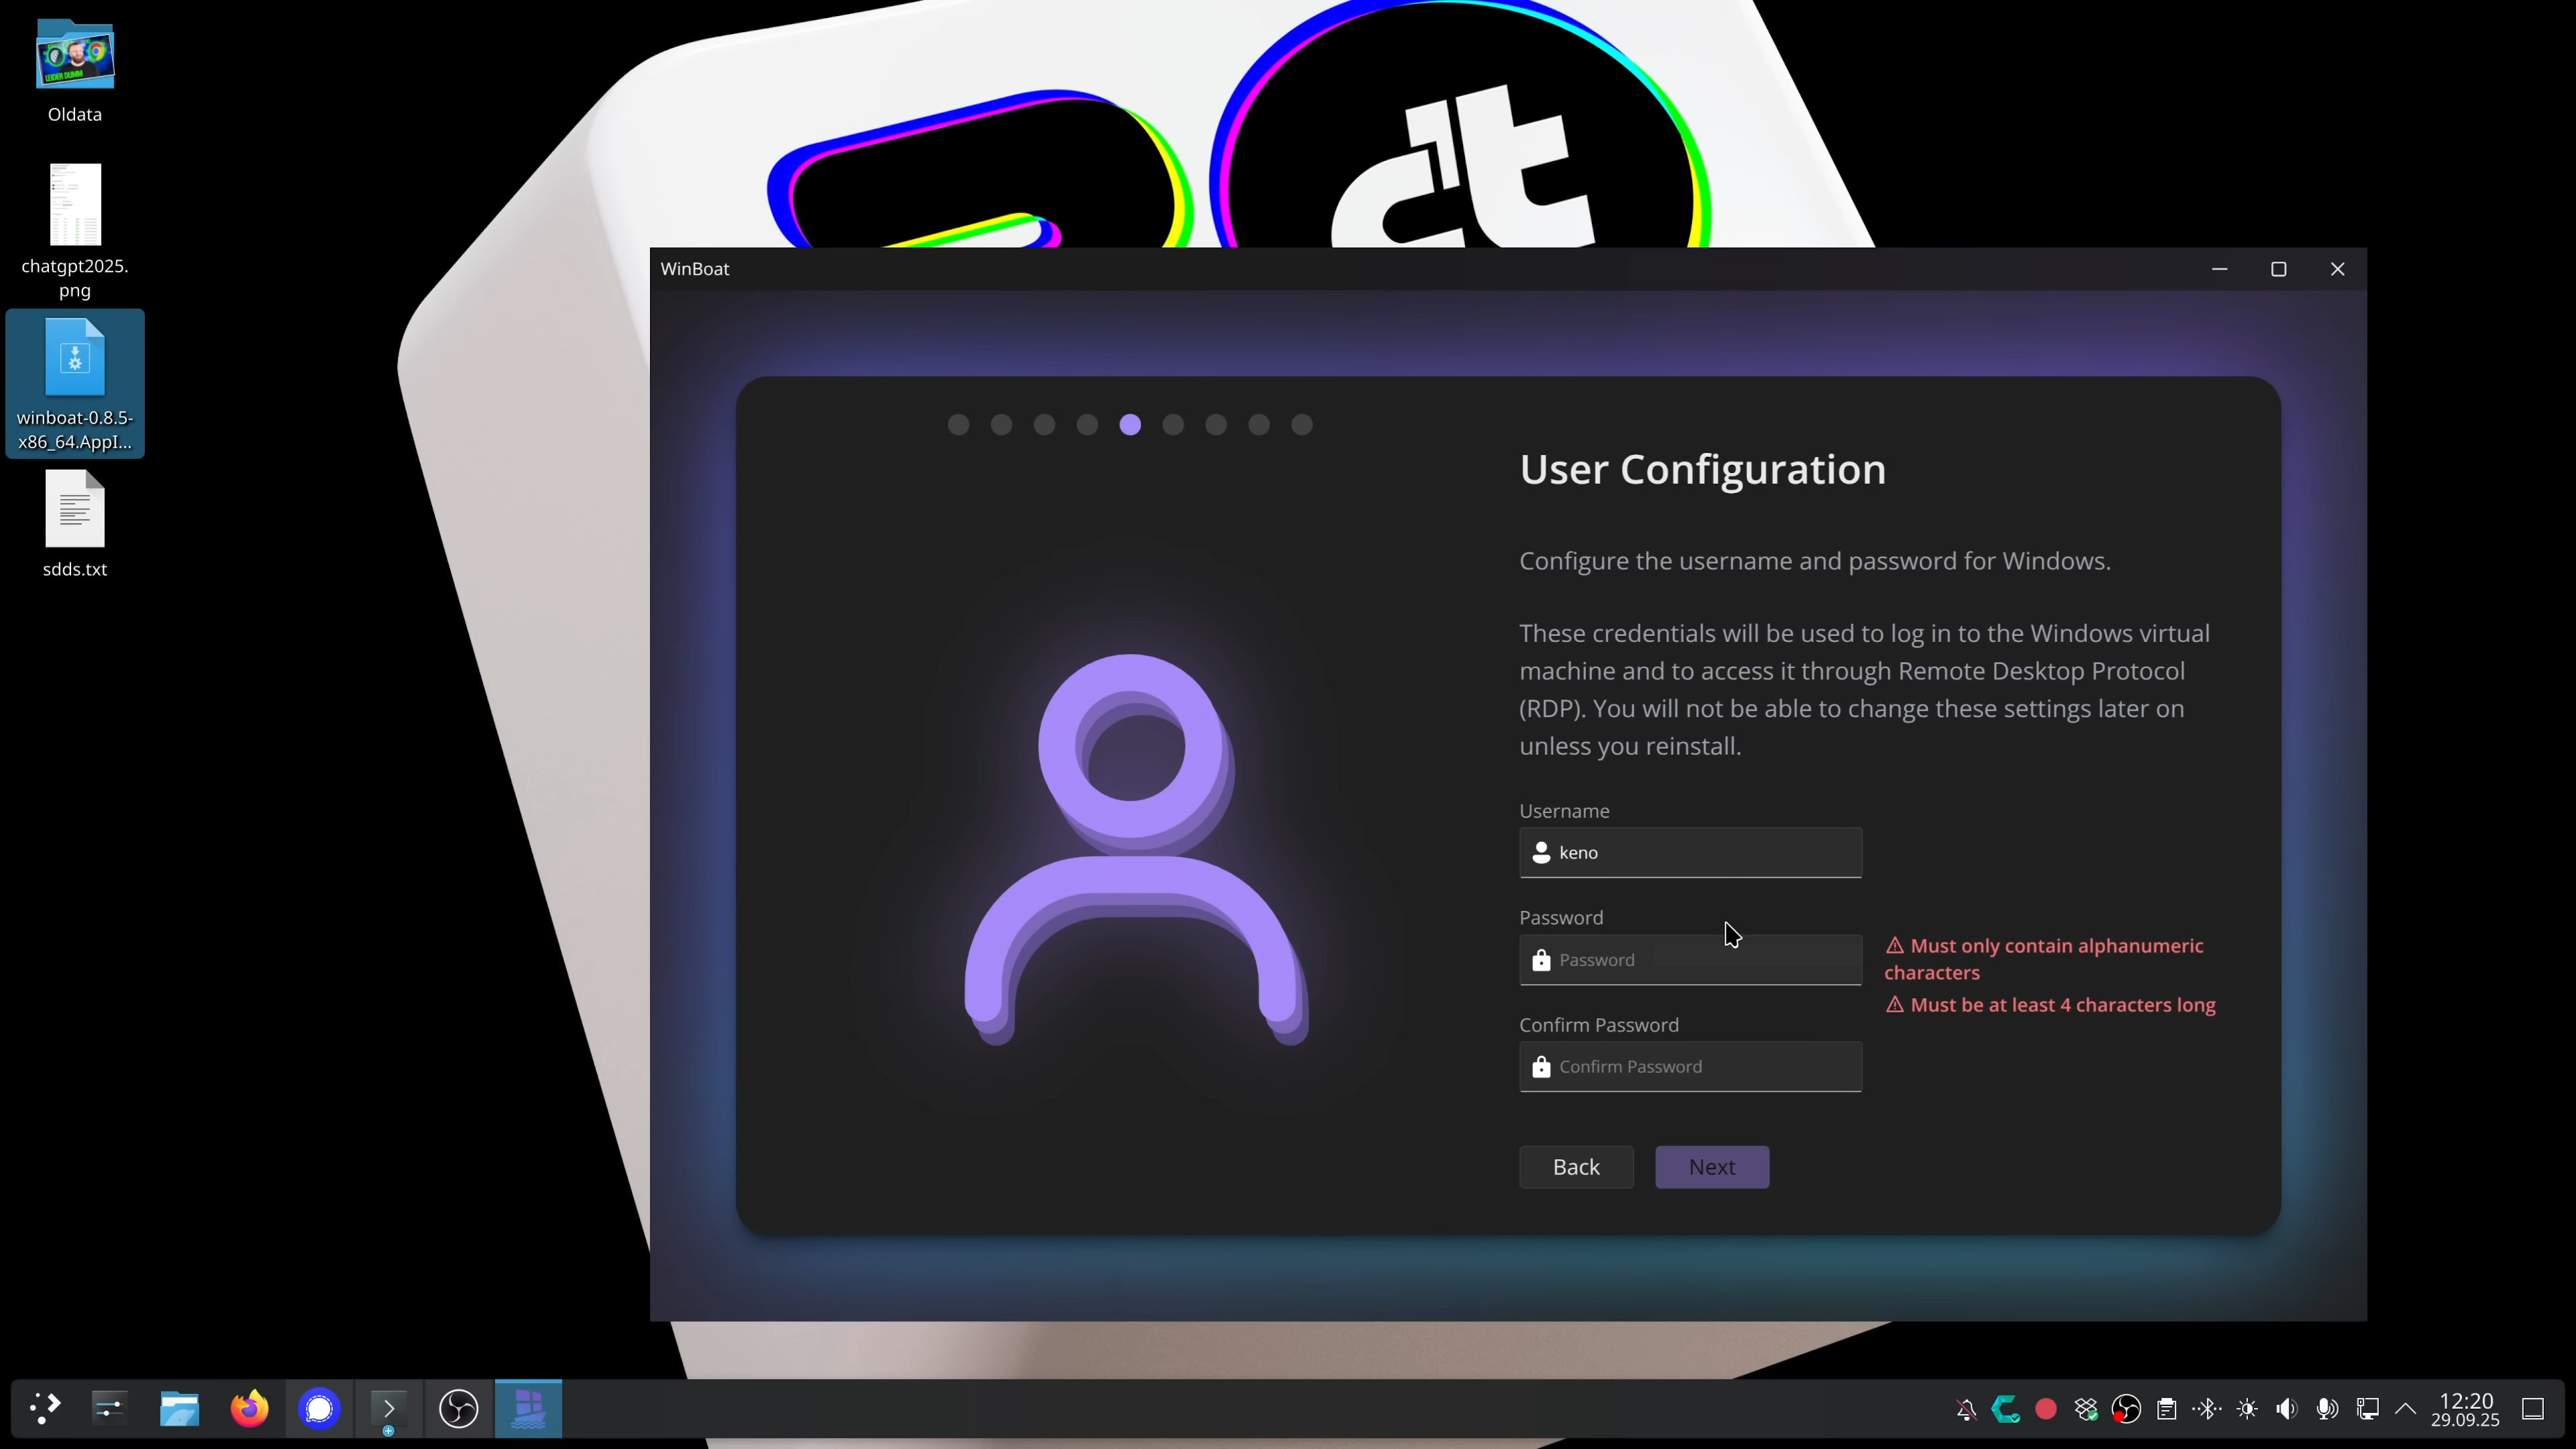 LEIDER DUMM
Oldata
chatgpt2025.
png
winboat-0.8.5-
x86_64.AppI...
sdds.txt
c't
WinBoat
User Configuration
Configure the username and password for Windows.
These credentials will be used to log in to the Windows virtual
machine and to access it through Remote Desktop Protocol
(RDP). You will not be able to change these settings later on
unless you reinstall.
Username
keno
Password
Password
Must only contain alphanumeric
characters
Must be at least 4 characters long
Confirm Password
Confirm Password
Back
Next
12:20
29.09.25